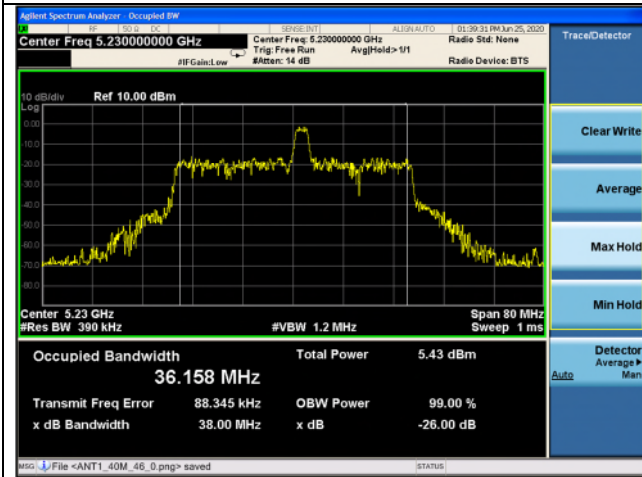 Agilent Spectrum Analyzer - Occupied BW
RF 50 Ω DC SENSE:INT ALIGN AUTO 01:39:31 PM Jun 25, 2020
Center Freq 5.230000000 GHz Center Freq: 5.230000000 GHz Radio Std: None Trace/Detector
Trig: Free Run Avg|Hold:>1/1
#IFGain:Low #Atten: 14 dB Radio Device: BTS
10 dB/div Ref 10.00 dBm
Log
0.00
-10.0
-20.0
-30.0
-40.0
-50.0
-60.0
-70.0
-80.0
Clear Write
Average
Max Hold
Min Hold
Center 5.23 GHz Span 80 MHz
#Res BW 390 kHz #VBW 1.2 MHz Sweep 1 ms
Occupied Bandwidth Total Power 5.43 dBm
36.158 MHz
Transmit Freq Error 88.345 kHz OBW Power 99.00 %
x dB Bandwidth 38.00 MHz x dB -26.00 dB
Detector
Average
Auto Man
MSG File <ANT1_40M_46_0.png> saved STATUS